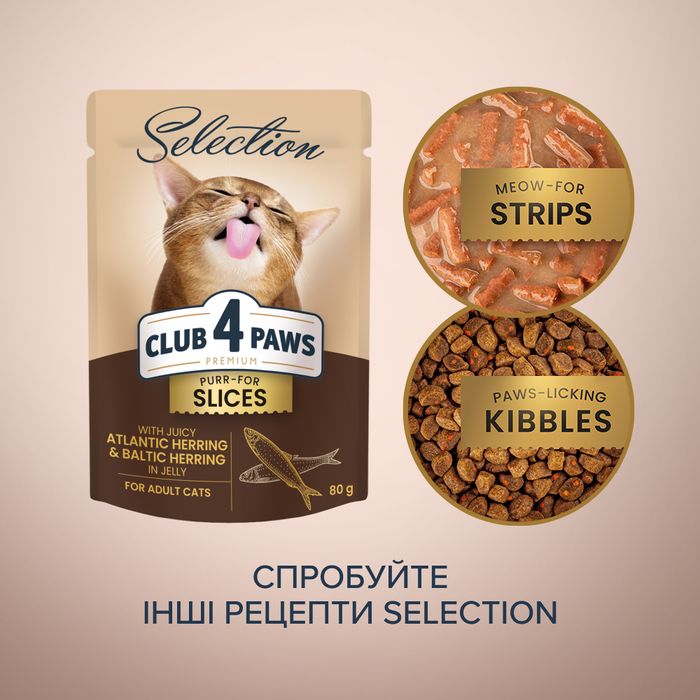 Selection
CLUB 4 PAWS
PREMIUM
PURR-FOR
SLICES
WITH JUICY
ATLANTIC HERRING
& BALTIC HERRING
IN JELLY
FOR ADULT CATS
80 g
MEOW-FOR
STRIPS
PAWS-LICKING
KIBBLES
СПРОБУЙТЕ
ІНШІ РЕЦЕПТИ SELECTION